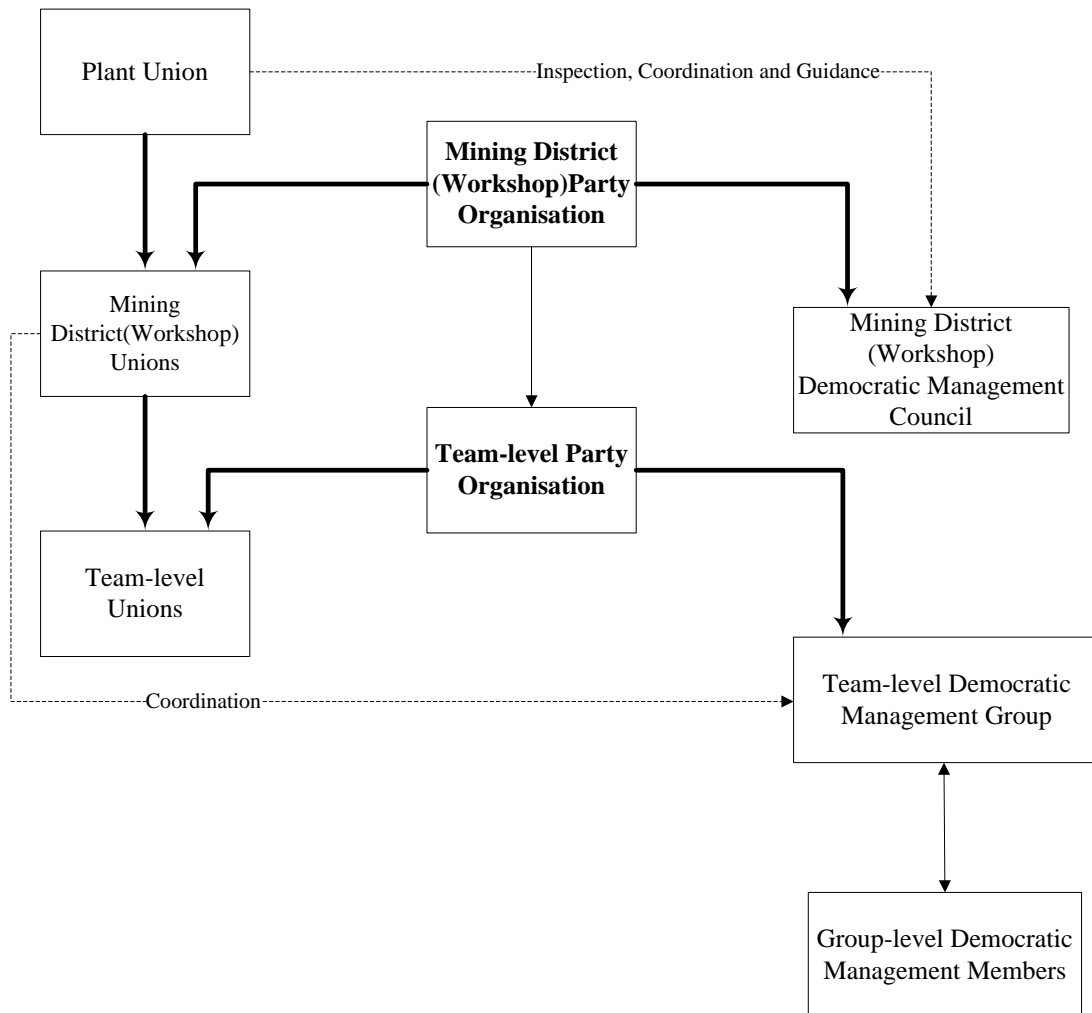 Plant Union
Inspection, Coordination and Guidance
Mining District
(Workshop)Party
Organisation
Mining
District(Workshop)
Unions
Mining District
(Workshop)
Democratic Management
Council
Team-level Party
Organisation
Team-level
Unions
Coordination
Team-level Democratic
Management Group
Group-level Democratic
Management Members